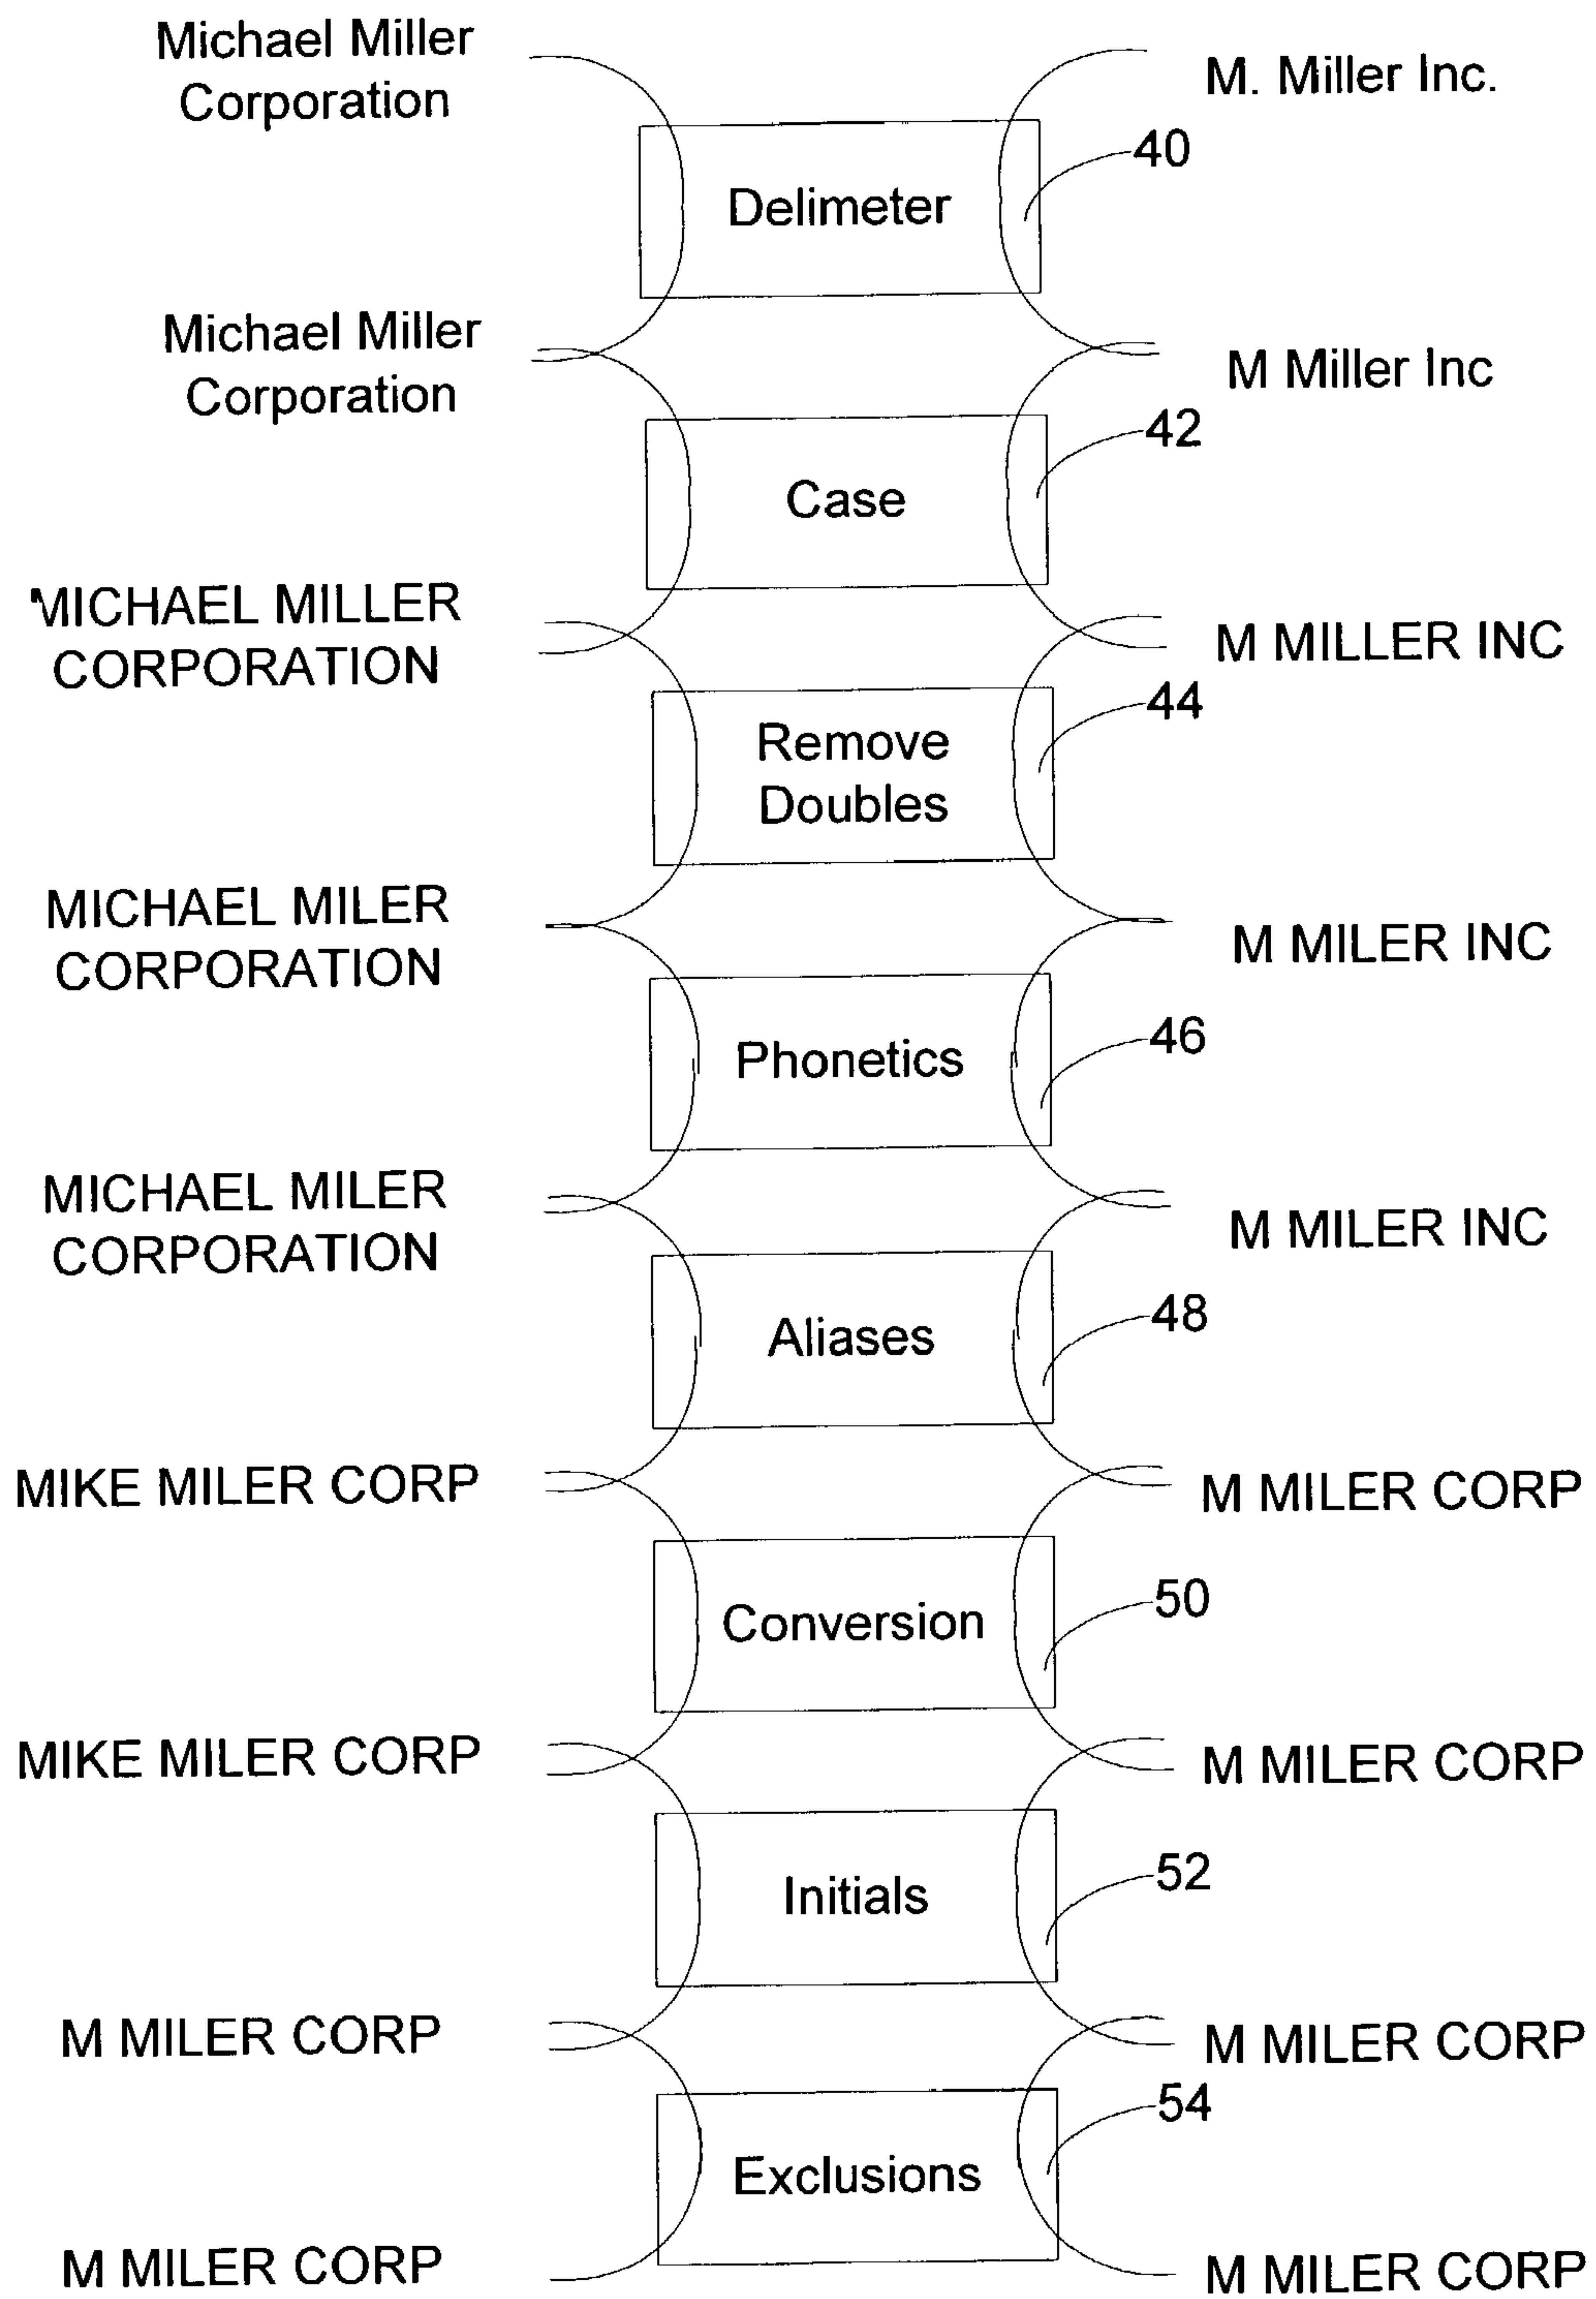 Michael Miller
Corporation
M. Miller Inc.
40
Delimeter
Michael Miller
Corporation
M Miller Inc
42
Case
MICHAEL MILLER
CORPORATION
M MILLER INC
44
Remove
Doubles
MICHAEL MILER
CORPORATION
M MILER INC
46
Phonetics
MICHAEL MILER
CORPORATION
M MILER INC
48
Aliases
MIKE MILER CORP
M MILER CORP
50
Conversion
MIKE MILER CORP
M MILER CORP
52
Initials
M MILER CORP
M MILER CORP
54
Exclusions
M MILER CORP
M MILER CORP